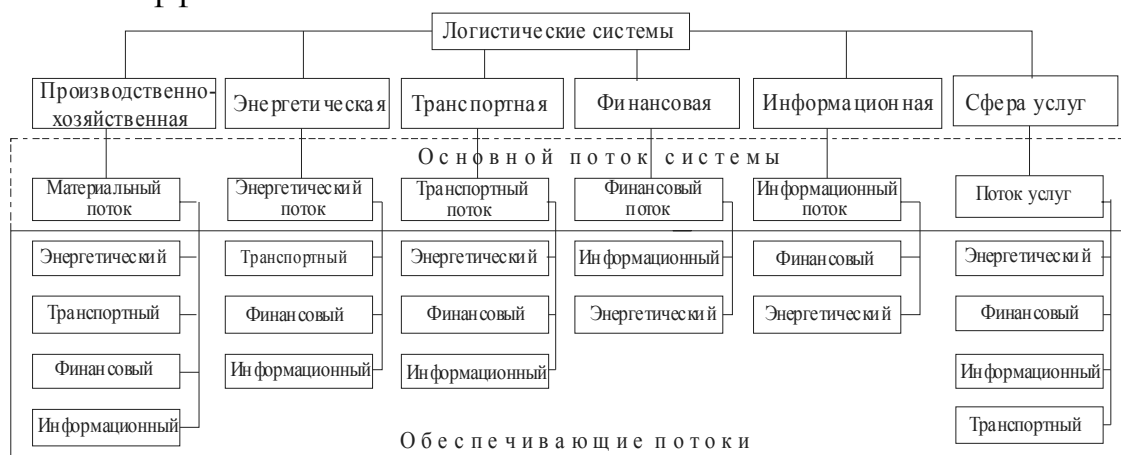 Логистические системы
Производственно-
хозяйственная
Энергетическая
Транспортная
Финансовая
Информационная
Сфера услуг
Основной поток системы
Материальный
поток
Энергетический
поток
Транспортный
поток
Финансовый
поток
Информационный
поток
Поток услуг
Энергетический
Транспортный
Энергетический
Информационный
Финансовый
Энергетический
Транспортный
Финансовый
Финансовый
Энергетический
Энергетический
Финансовый
Финансовый
Информационный
Информационный
Информационный
Информационный
Транспортный
Обеспечивающие потоки